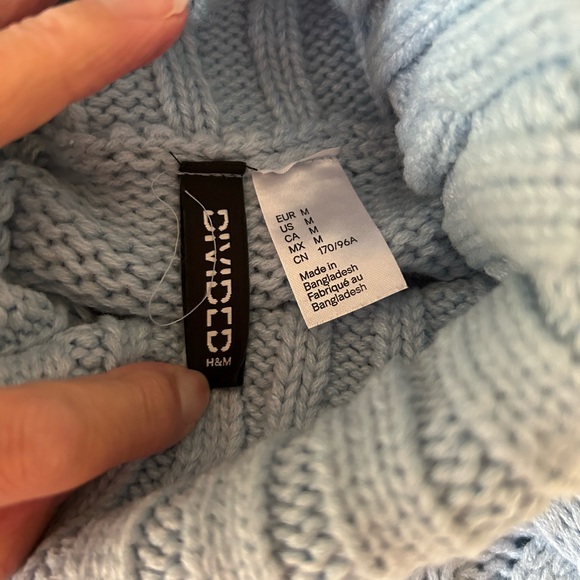 DIVIDED
H&M
EUR M
US M
CA M
MX M
CN 170/96A
Made in
Bangladesh
Fabriqué au
Bangladesh